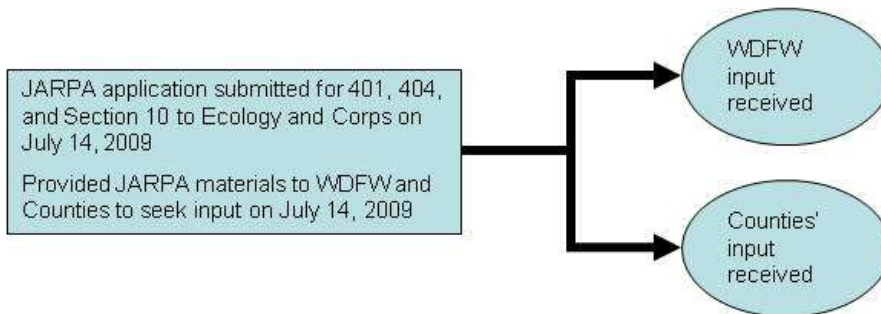 JARPA application submitted for 401, 404,
and Section 10 to Ecology and Corps on
July 14, 2009
Provided JARPA materials to WDFW and
Counties to seek input on July 14, 2009
WDFW
input
received
Counties'
input
received